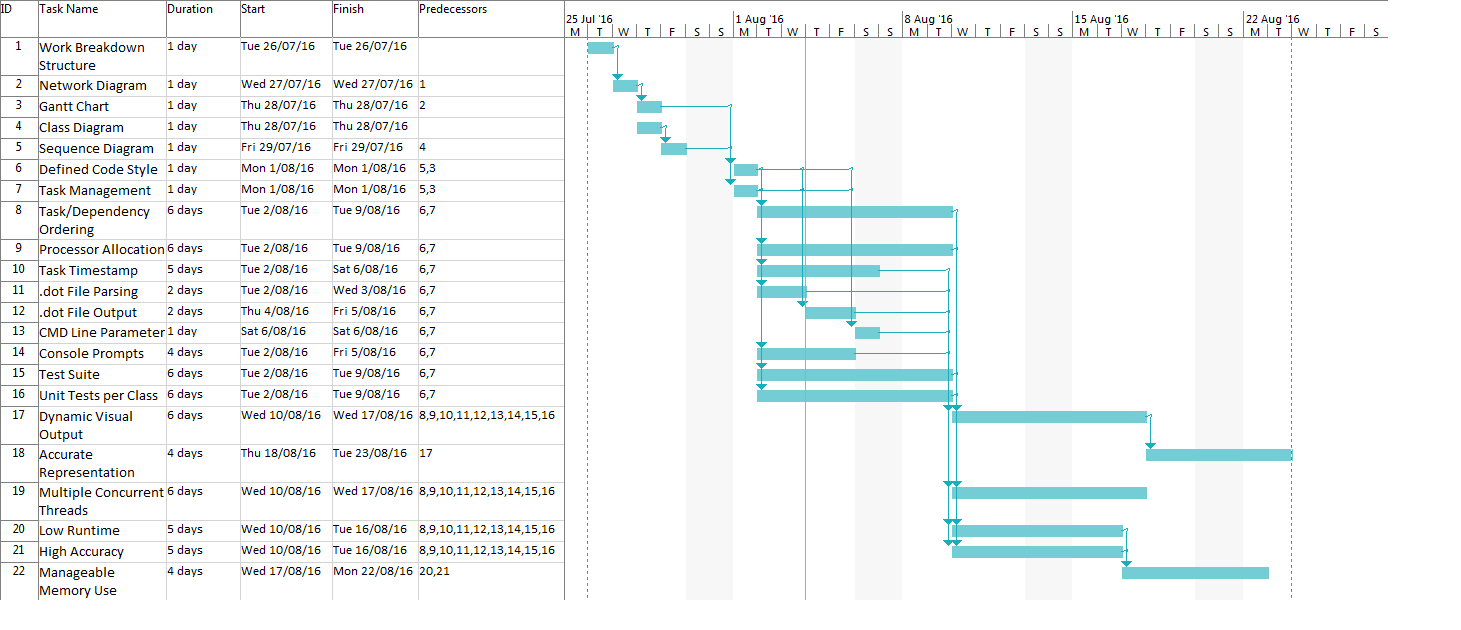 ID Task Name Duration Start Finish Predecessors
25 Jul '16 1 Aug '16 8 Aug '16 15 Aug '16 22 Aug '16
M T W T F S S M T W T F S S M T W T F S S M T W T F S S M T W T F S
1 Work Breakdown Structure 1 day Tue 26/07/16 Tue 26/07/16
2 Network Diagram 1 day Wed 27/07/16 Wed 27/07/16 1
3 Gantt Chart 1 day Thu 28/07/16 Thu 28/07/16 2
4 Class Diagram 1 day Thu 28/07/16 Thu 28/07/16
5 Sequence Diagram 1 day Fri 29/07/16 Fri 29/07/16 4
6 Defined Code Style 1 day Mon 1/08/16 Mon 1/08/16 5,3
7 Task Management 1 day Mon 1/08/16 Mon 1/08/16 5,3
8 Task/Dependency Ordering 6 days Tue 2/08/16 Tue 9/08/16 6,7
9 Processor Allocation 6 days Tue 2/08/16 Tue 9/08/16 6,7
10 Task Timestamp 5 days Tue 2/08/16 Sat 6/08/16 6,7
11 .dot File Parsing 2 days Tue 2/08/16 Wed 3/08/16 6,7
12 .dot File Output 2 days Thu 4/08/16 Fri 5/08/16 6,7
13 CMD Line Parameter 1 day Sat 6/08/16 Sat 6/08/16 6,7
14 Console Prompts 4 days Tue 2/08/16 Fri 5/08/16 6,7
15 Test Suite 6 days Tue 2/08/16 Tue 9/08/16 6,7
16 Unit Tests per Class 6 days Tue 2/08/16 Tue 9/08/16 6,7
17 Dynamic Visual Output 6 days Wed 10/08/16 Wed 17/08/16 8,9,10,11,12,13,14,15,16
18 Accurate Representation 4 days Thu 18/08/16 Tue 23/08/16 17
19 Multiple Concurrent Threads 6 days Wed 10/08/16 Wed 17/08/16 8,9,10,11,12,13,14,15,16
20 Low Runtime 5 days Wed 10/08/16 Tue 16/08/16 8,9,10,11,12,13,14,15,16
21 High Accuracy 5 days Wed 10/08/16 Tue 16/08/16 8,9,10,11,12,13,14,15,16
22 Manageable Memory Use 4 days Wed 17/08/16 Mon 22/08/16 20,21